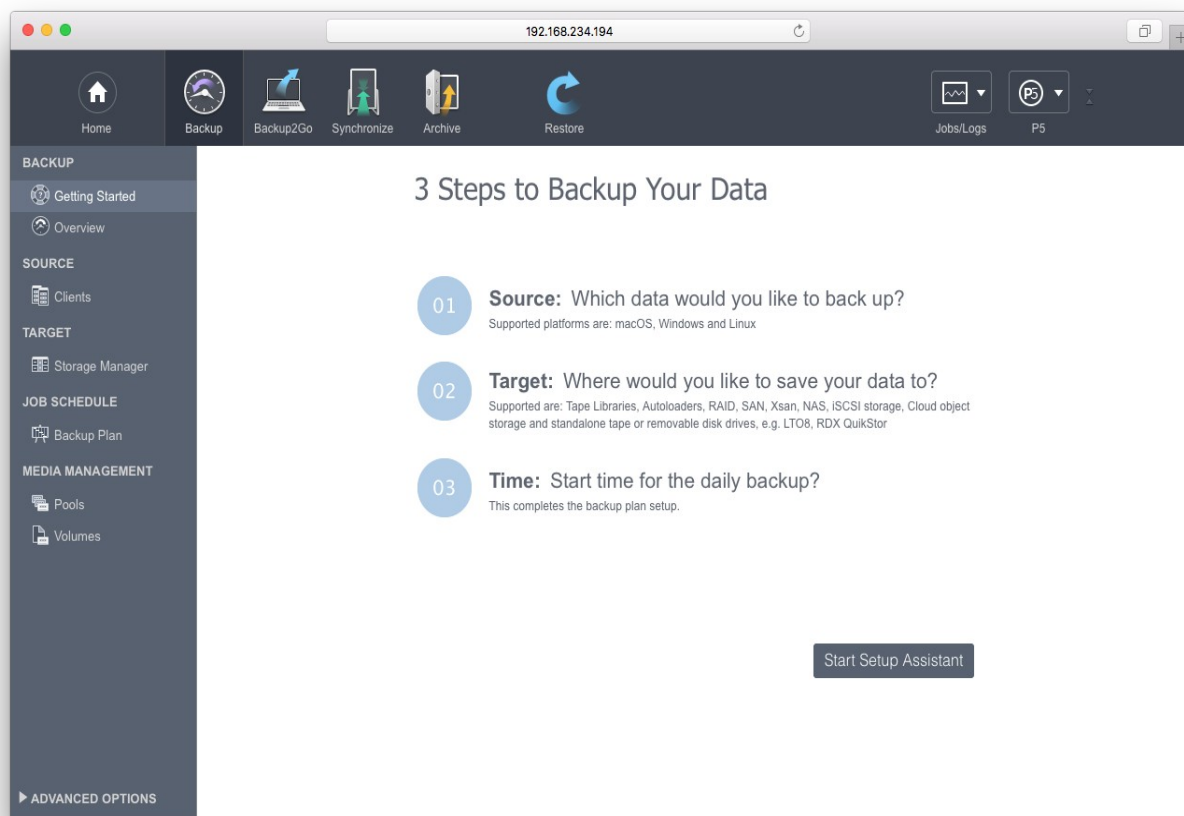 192.168.234.194
Home
Backup
Backup2Go
Synchronize
Archive
Restore
Jobs/Logs
P5
P5
BACKUP
Getting Started
Overview
SOURCE
Clients
TARGET
Storage Manager
JOB SCHEDULE
Backup Plan
MEDIA MANAGEMENT
Pools
Volumes
ADVANCED OPTIONS
3 Steps to Backup Your Data
01
Source: Which data would you like to back up?
Supported platforms are: macOS, Windows and Linux
02
Target: Where would you like to save your data to?
Supported are: Tape Libraries, Autoloaders, RAID, SAN, Xsan, NAS, iSCSI storage, Cloud object
storage and standalone tape or removable disk drives, e.g. LTO8, RDX QuikStor
03
Time: Start time for the daily backup?
This completes the backup plan setup.
Start Setup Assistant